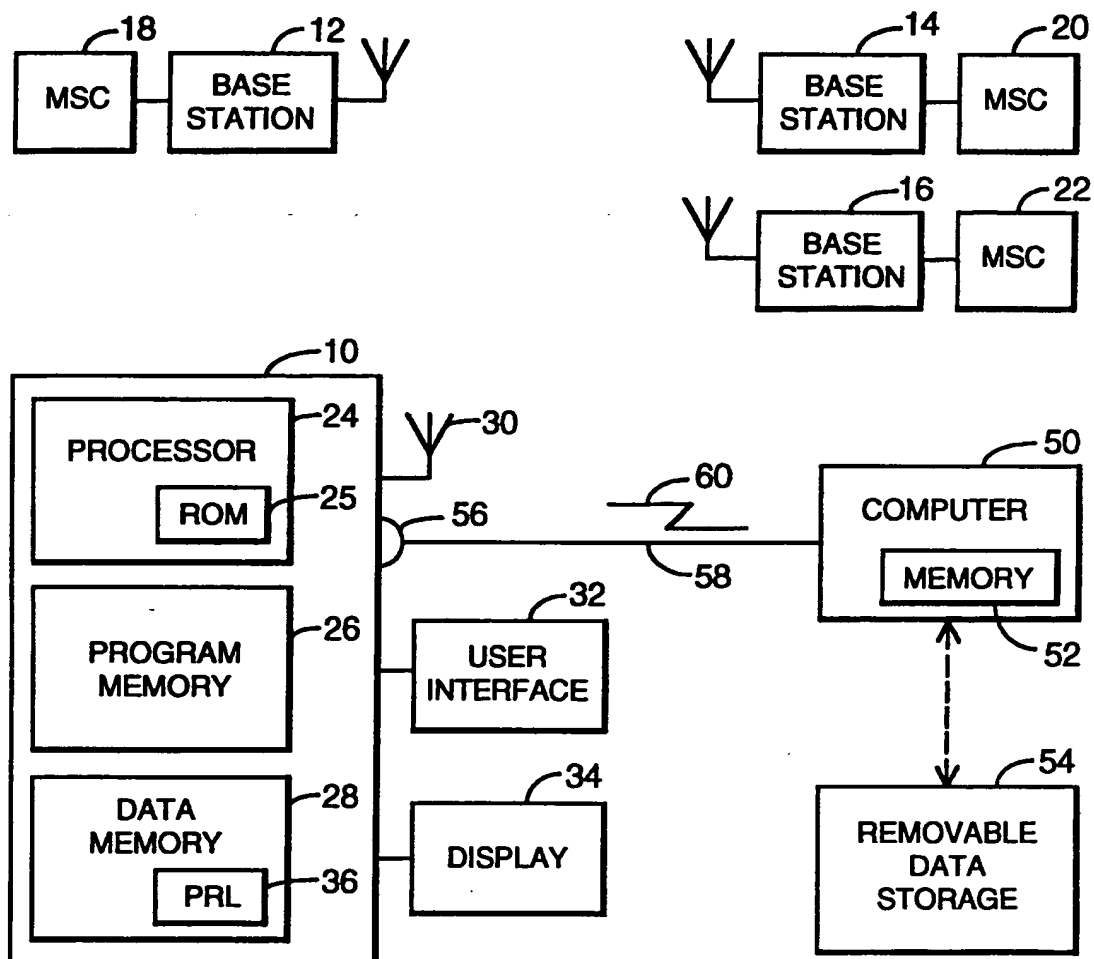 18
12
14
20
MSC
BASE
STATION
BASE
STATION
MSC
16
22
BASE
STATION
MSC
10
24
PROCESSOR
25
ROM
30
56
60
58
50
COMPUTER
MEMORY
52
26
PROGRAM
MEMORY
32
USER
INTERFACE
28
DATA
MEMORY
36
PRL
34
DISPLAY
54
REMOVABLE
DATA
STORAGE